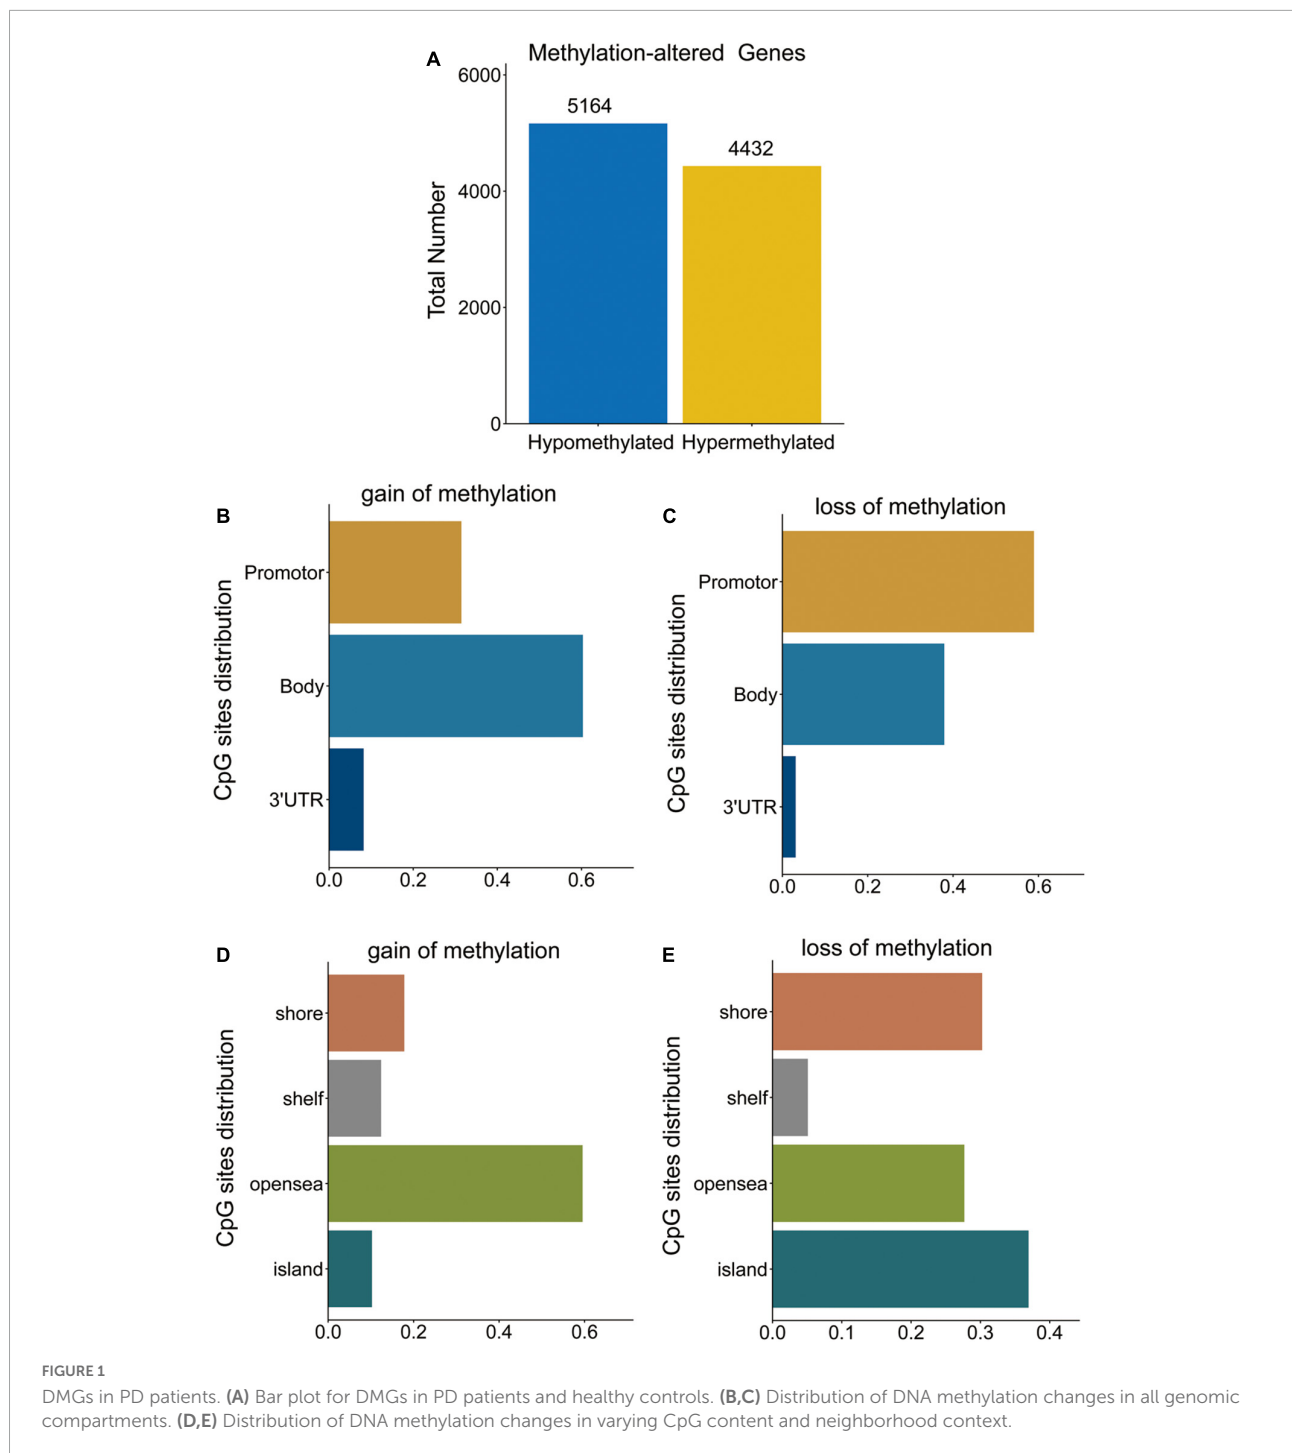 A
Methylation-altered Genes
6000
5164
4432
4000
2000
0
Total Number
Hypomethylated Hypermethylated
B
gain of methylation
CpG sites distribution
Promotor
Body
3'UTR
0.0 0.2 0.4 0.6
C
loss of methylation
CpG sites distribution
Promotor
Body
3'UTR
0.0 0.2 0.4 0.6
D
gain of methylation
CpG sites distribution
shore
shelf
opensea
island
0.0 0.2 0.4 0.6
E
loss of methylation
CpG sites distribution
shore
shelf
opensea
island
0.0 0.1 0.2 0.3 0.4
FIGURE 1
DMGs in PD patients. (A) Bar plot for DMGs in PD patients and healthy controls. (B,C) Distribution of DNA methylation changes in all genomic
compartments. (D,E) Distribution of DNA methylation changes in varying CpG content and neighborhood context.